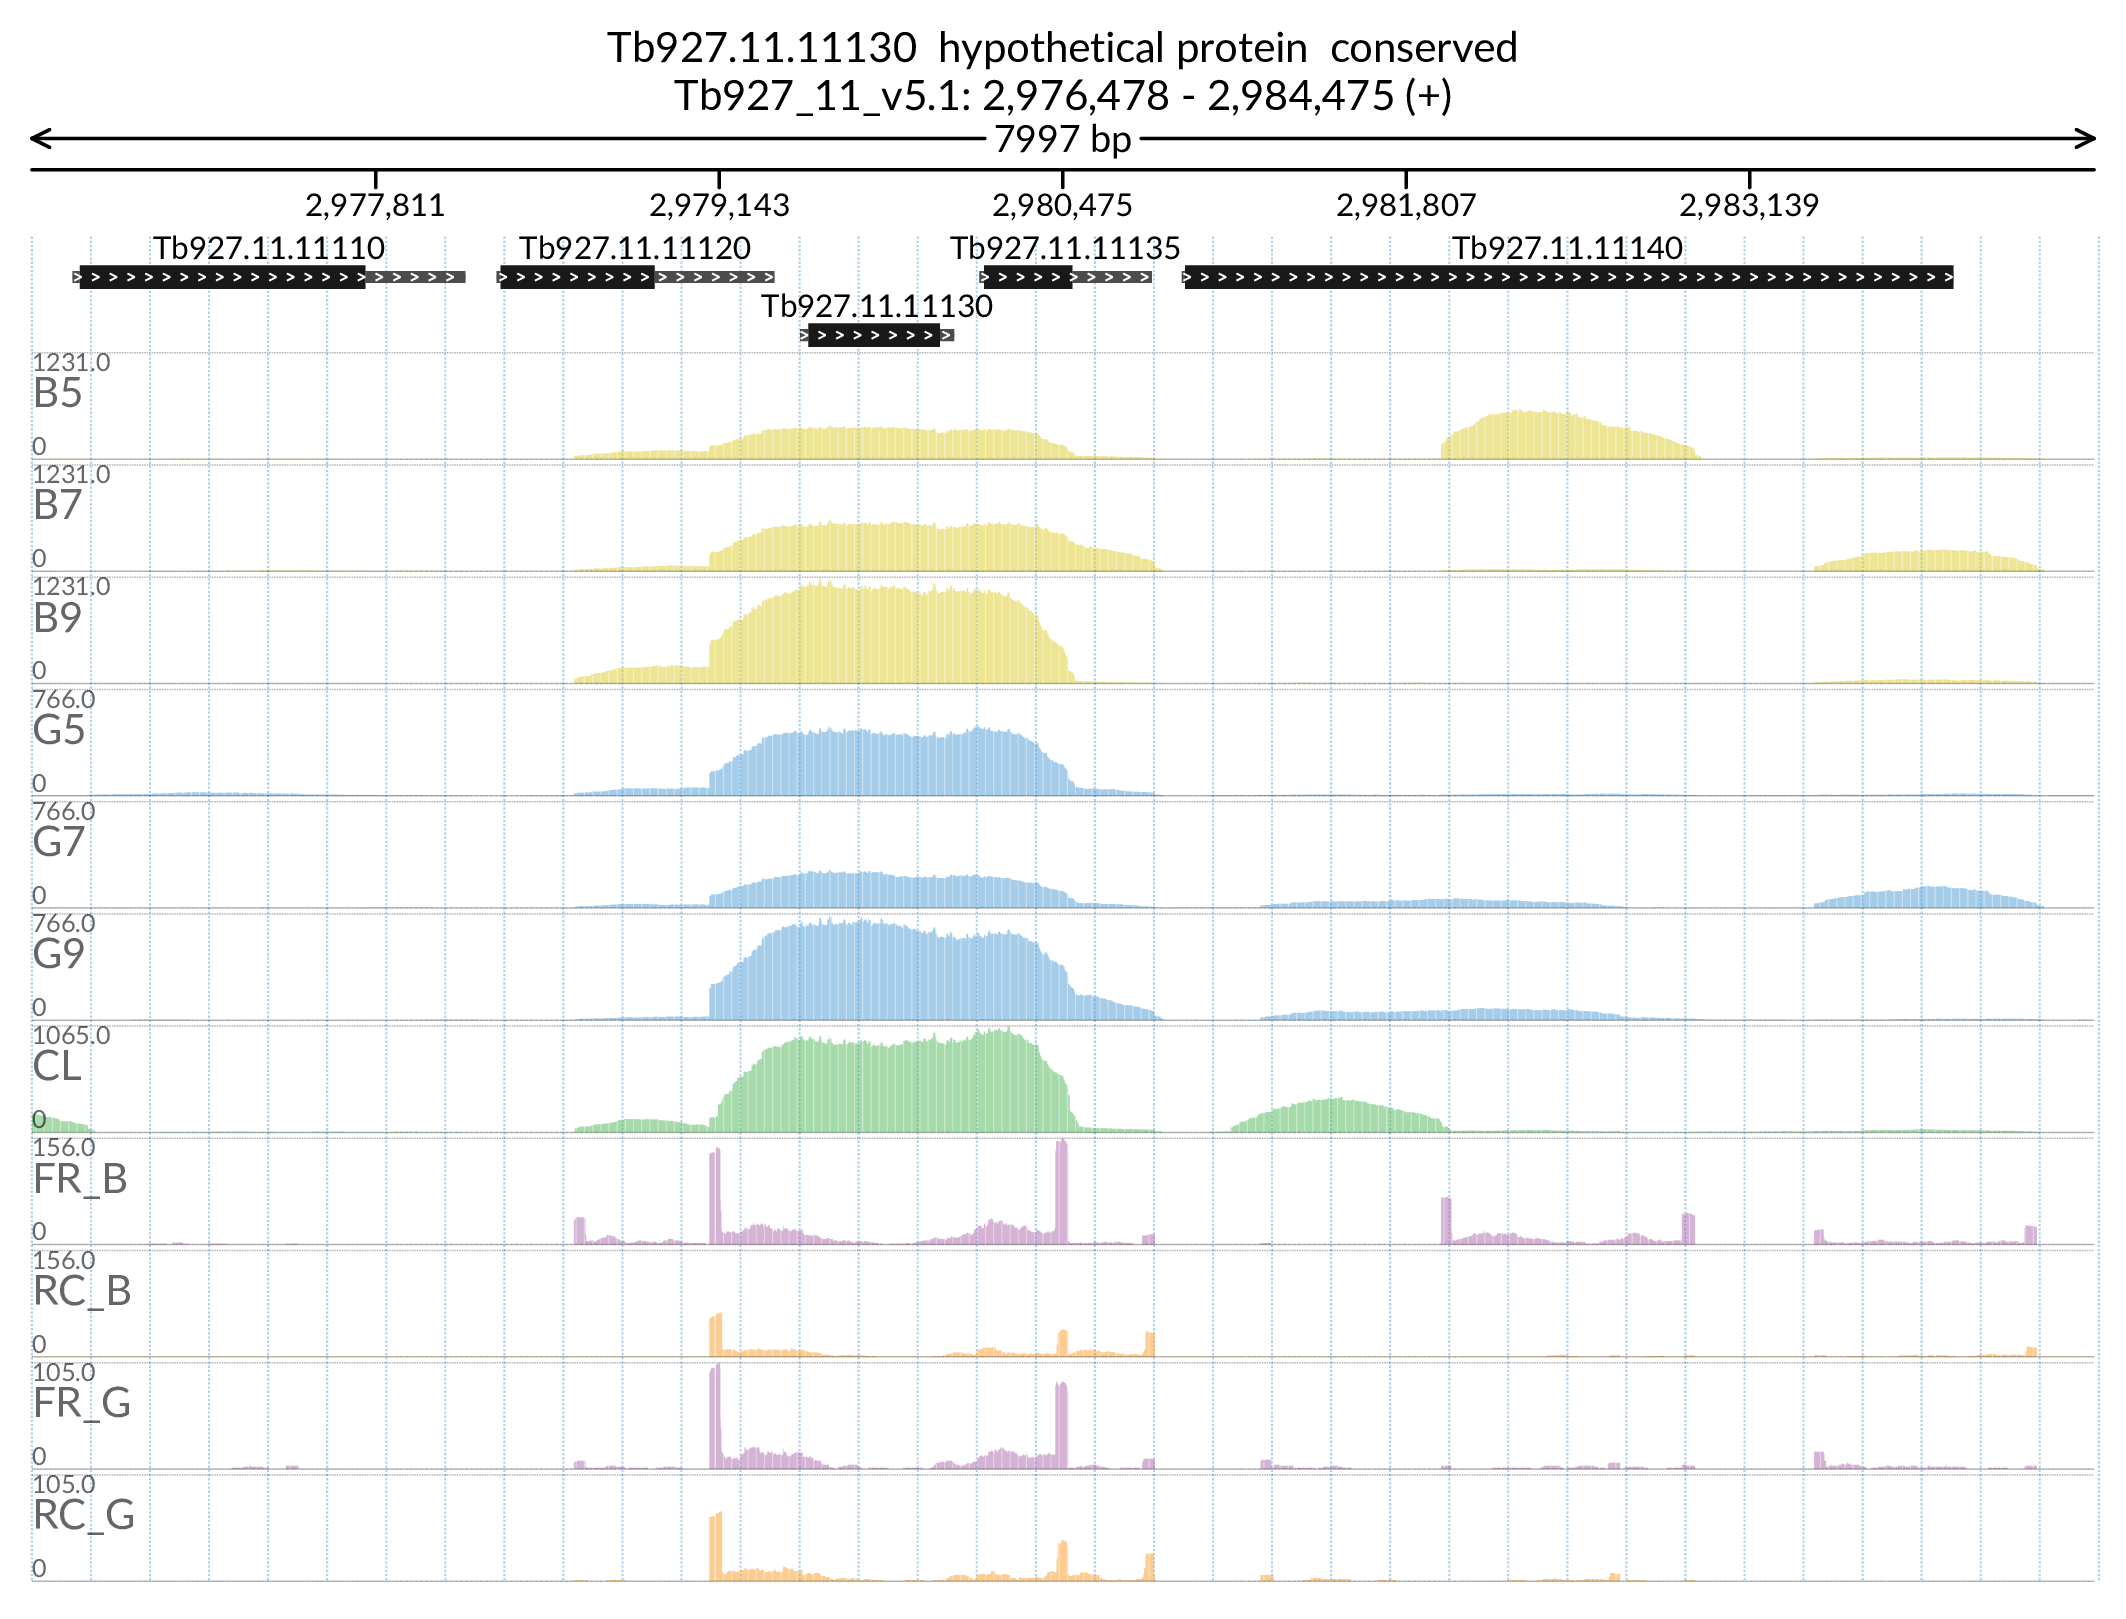 Tb927.11.11130  hypothetical protein  conserved
Tb927_11_v5.1: 2,976,478 - 2,984,475 (+)
7997 bp
2,977,811 2,979,143 2,980,475 2,981,807 2,983,139
Tb927.11.11110 Tb927.11.11120 Tb927.11.11135 Tb927.11.11140
Tb927.11.11130
1231.0
B5
0
1231.0
B7
0
1231.0
B9
0
766.0
G5
0
766.0
G7
0
766.0
G9
0
1065.0
CL
0
156.0
FR_B
0
156.0
RC_B
0
105.0
FR_G
0
105.0
RC_G
0